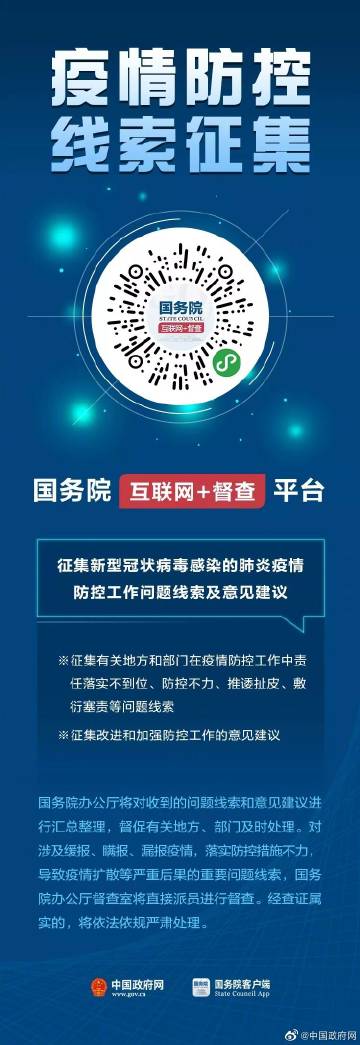 疫情防控
线索征集
国务院
STATE COUNCIL
互联网+督查
国务院 互联网+督查 平台
征集新型冠状病毒感染的肺炎疫情
防控工作问题线索及意见建议
※征集有关地方和部门在疫情防控工作中责
任落实不到位、防控不力、推诿扯皮、敷
衍塞责等问题线索
※征集改进和加强防控工作的意见建议
国务院办公厅将对收到的问题线索和意见建议进
行汇总整理，督促有关地方、部门及时处理。对
涉及缓报、瞒报、漏报疫情，落实防控措施不力，
导致疫情扩散等严重后果的重要问题线索，国务
院办公厅督查室将直接派员进行督查。经查证属
实的，将依法依规严肃处理。
中国政府网
www.gov.cn
国务院
国务院客户端
State Council App
@中国政府网